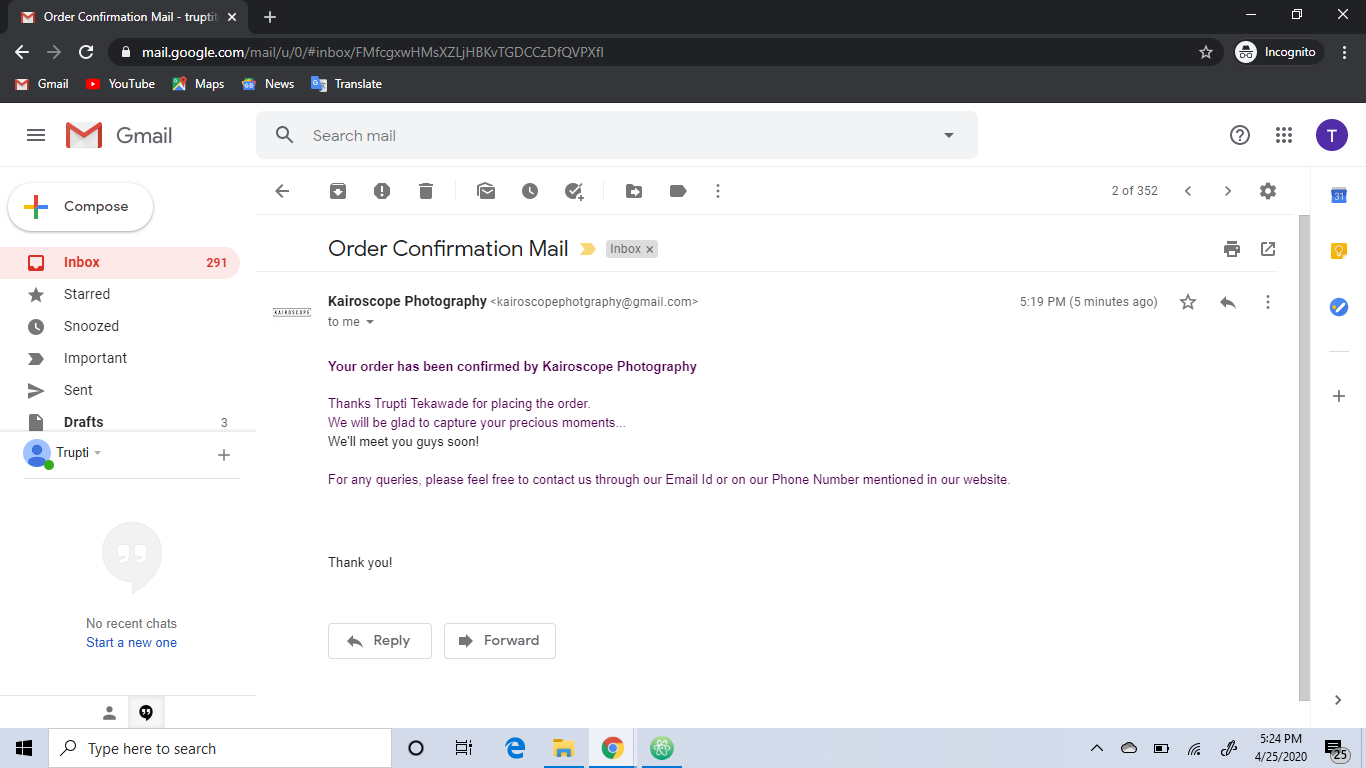 Order Confirmation Mail - truptit
mail.google.com/mail/u/0/#inbox/FMfcgxwHMsXZLjHBKvTGDCCzDfQVPXfl
Incognito
Gmail
YouTube
Maps
News
Translate
Gmail
Search mail
T
Compose
2 of 352
31
Inbox 291
Starred
Snoozed
Important
Sent
Drafts 3
Trupti
No recent chats
Start a new one
Order Confirmation Mail
Inbox x
KAIROSCOPE
Kairoscope Photography <kairoscopephotgraphy@gmail.com>
5:19 PM (5 minutes ago)
to me
Your order has been confirmed by Kairoscope Photography
Thanks Trupti Tekawade for placing the order.
We will be glad to capture your precious moments...
We'll meet you guys soon!
For any queries, please feel free to contact us through our Email Id or on our Phone Number mentioned in our website.
Thank you!
Reply
Forward
Type here to search
5:24 PM
4/25/2020
25